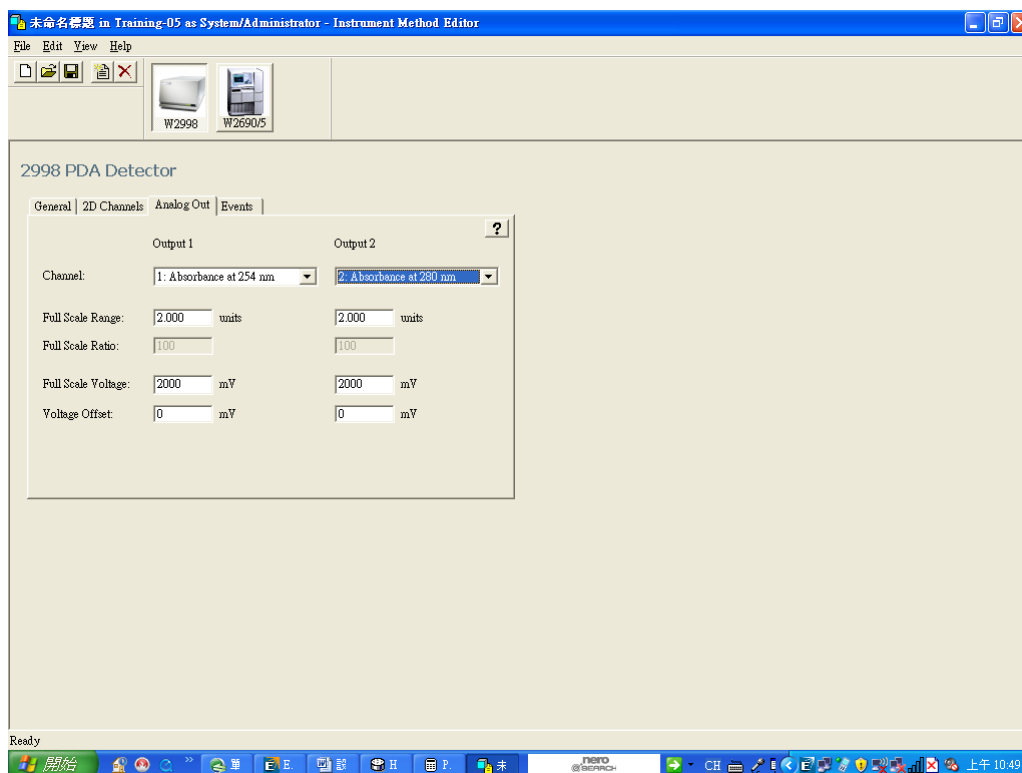 未命名標題 in Training-05 as System/Administrator - Instrument Method Editor
File Edit View Help
W2998 W2690/5
2998 PDA Detector
General 2D Channels Analog Out Events
?
Output 1 Output 2
Channel: 1: Absorbance at 254 nm 2: Absorbance at 280 nm
Full Scale Range: 2.000 units 2.000 units
Full Scale Ratio: 100 100
Full Scale Voltage: 2000 mV 2000 mV
Voltage Offset: 0 mV 0 mV
Ready
開始 E. H P. 未 nero SEARCH CH 上午 10:49